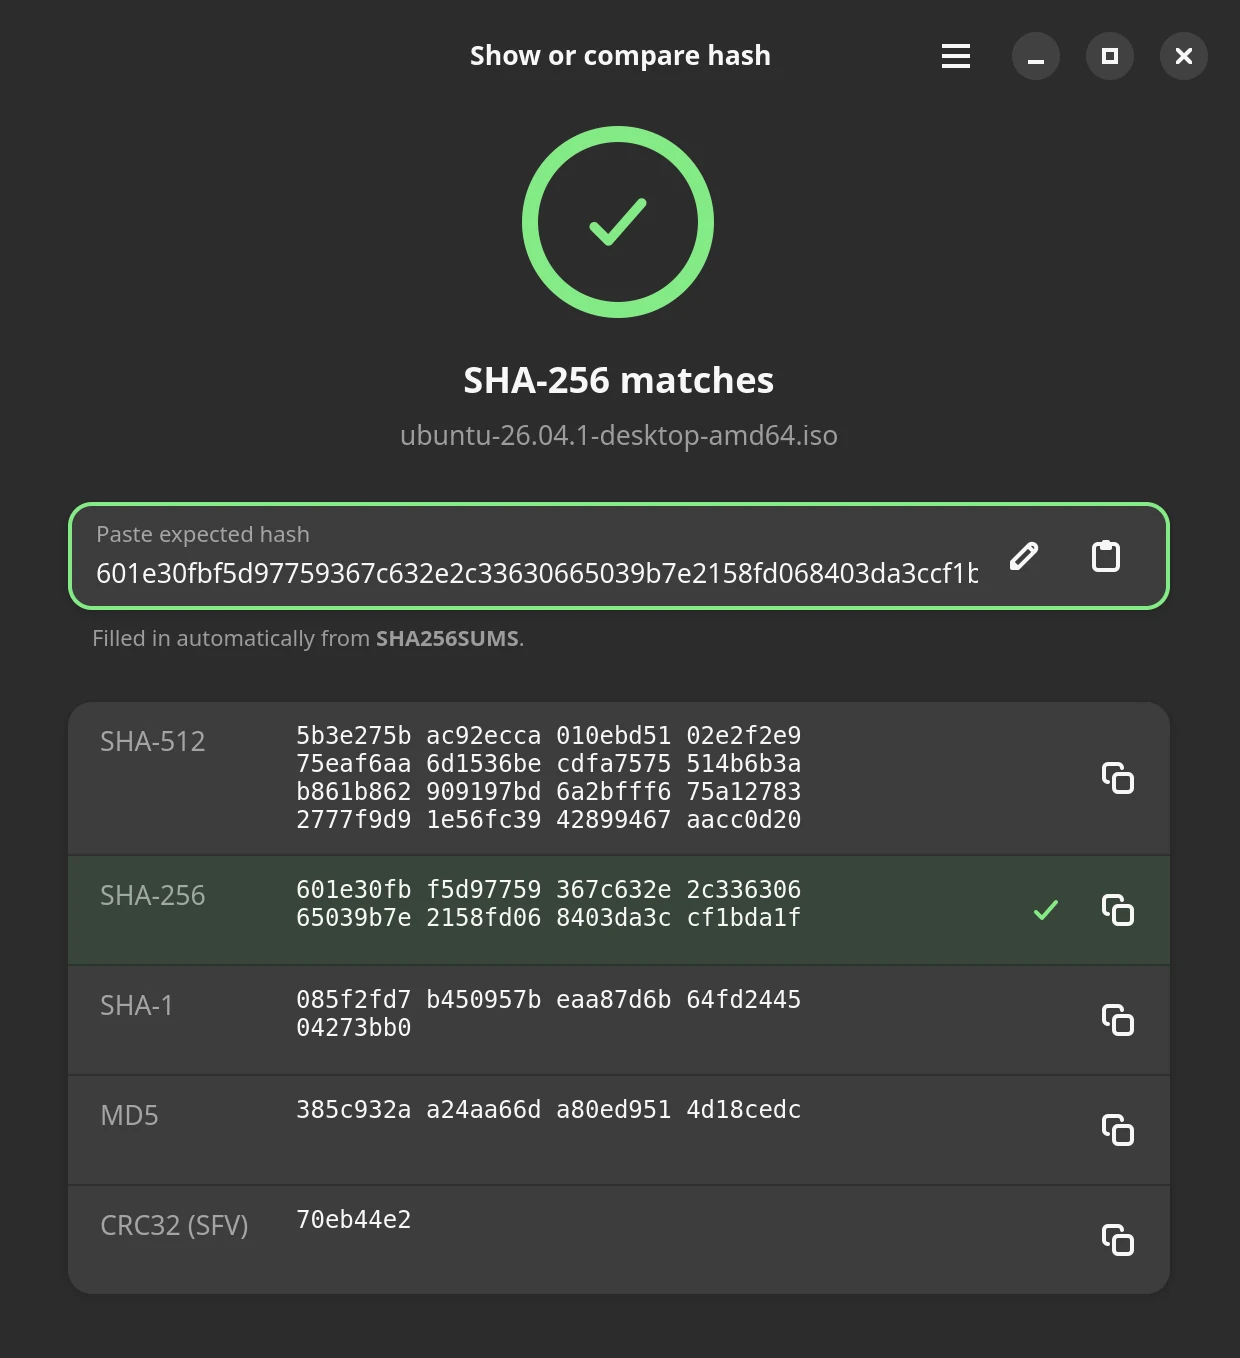 Show or compare hash
SHA-256 matches
ubuntu-26.04.1-desktop-amd64.iso
Paste expected hash
601e30fbf5d97759367c632e2c33630665039b7e2158fd068403da3ccf1b
Filled in automatically from SHA256SUMS.
SHA-512
5b3e275b ac92ecca 010ebd51 02e2f2e9
75eaf6aa 6d1536be cdfa7575 514b6b3a
b861b862 909197bd 6a2bfff6 75a12783
2777f9d9 1e56fc39 42899467 aacc0d20
SHA-256
601e30fb f5d97759 367c632e 2c336306
65039b7e 2158fd06 8403da3c cf1bda1f
SHA-1
085f2fd7 b450957b eaa87d6b 64fd2445
04273bb0
MD5
385c932a a24aa66d a80ed951 4d18cedc
CRC32 (SFV)
70eb44e2